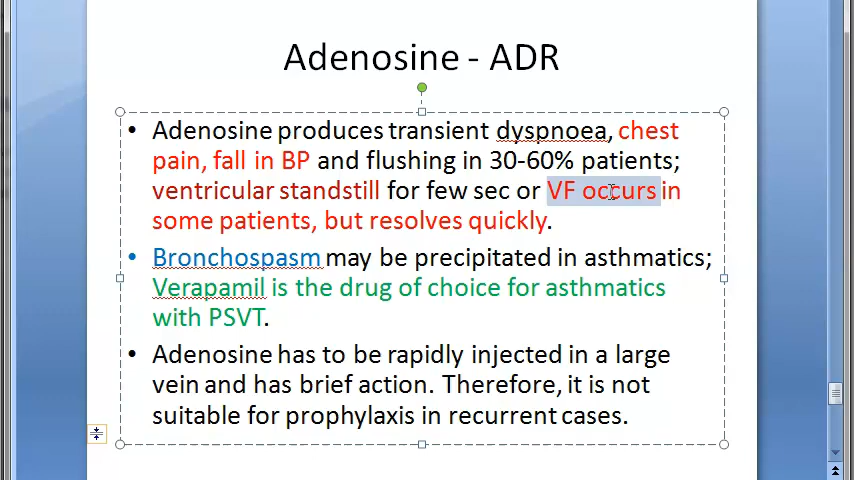 Adenosine - ADR
• Adenosine produces transient dyspnoea, chest
pain, fall in BP and flushing in 30-60% patients;
ventricular standstill for few sec or VF occurs in
some patients, but resolves quickly.
• Bronchospasm may be precipitated in asthmatics;
Verapamil is the drug of choice for asthmatics
with PSVT.
• Adenosine has to be rapidly injected in a large
vein and has brief action. Therefore, it is not
suitable for prophylaxis in recurrent cases.